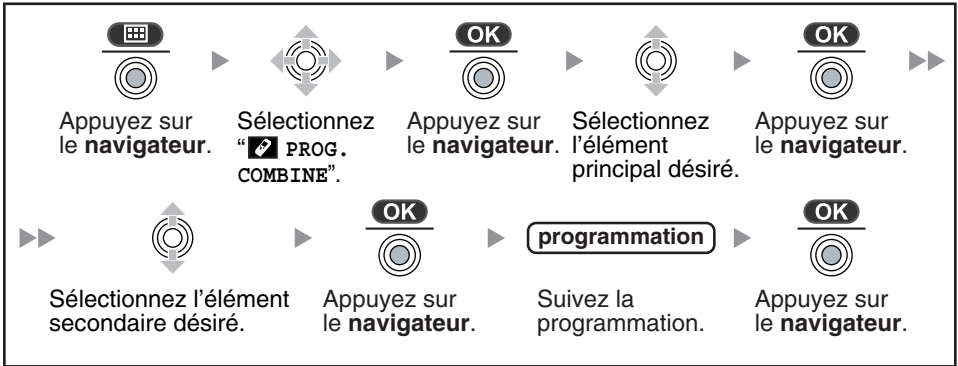 OK
OK
Appuyez sur
le navigateur.
Sélectionnez
“ PROG.
COMBINE”.
Appuyez sur
le navigateur.
Sélectionnez
l’élément
principal désiré.
Appuyez sur
le navigateur.
OK
programmation
OK
Sélectionnez l’élément
secondaire désiré.
Appuyez sur
le navigateur.
Suivez la
programmation.
Appuyez sur
le navigateur.